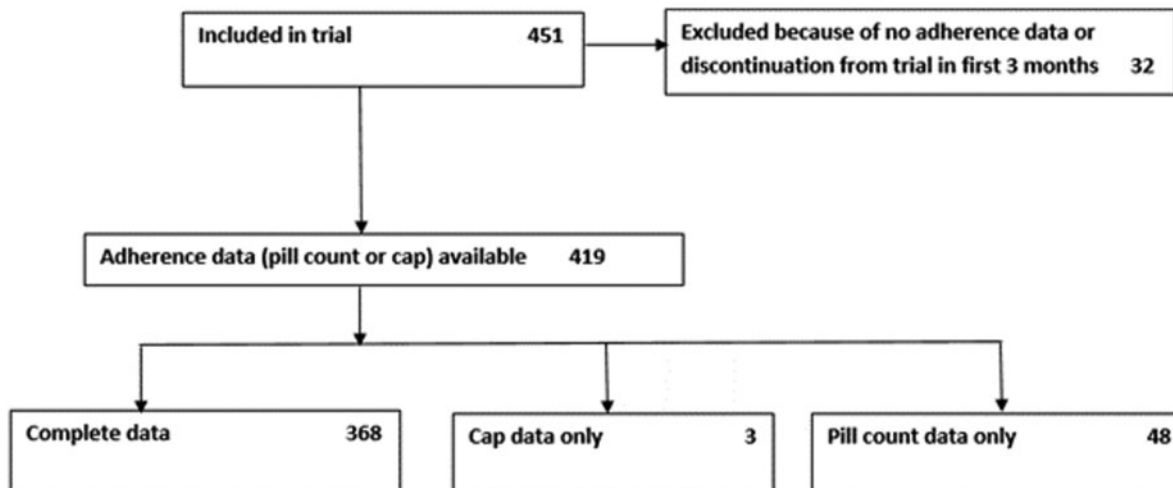 Included in trial 451
Excluded because of no adherence data or
discontinuation from trial in first 3 months 32
Adherence data (pill count or cap) available 419
Complete data 368
Cap data only 3
Pill count data only 48